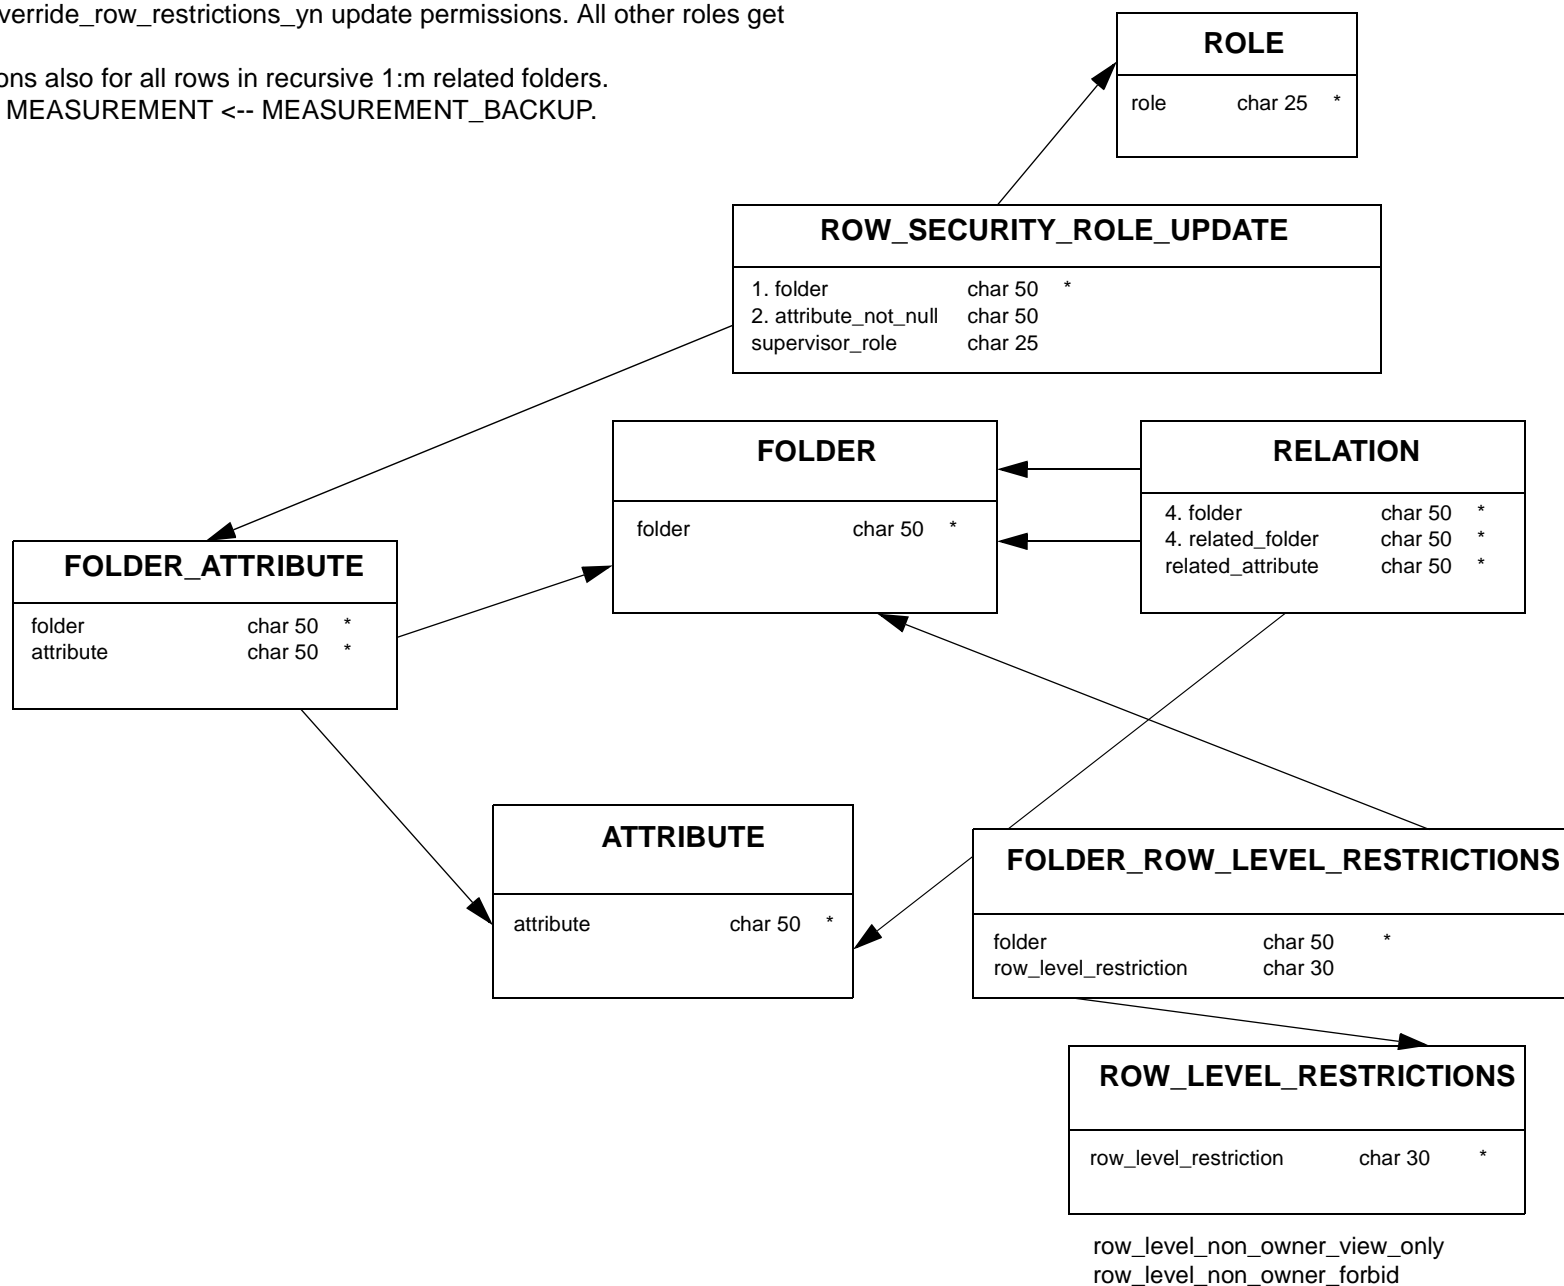 verride_row_restrictions_yn update permissions. All other roles get
ons also for all rows in recursive 1:m related folders.
MEASUREMENT <-- MEASUREMENT_BACKUP.
ROLE
role char 25 *
ROW_SECURITY_ROLE_UPDATE
1. folder char 50 *
2. attribute_not_null char 50
supervisor_role char 25
FOLDER
folder char 50 *
RELATION
4. folder char 50 *
4. related_folder char 50 *
related_attribute char 50 *
FOLDER_ATTRIBUTE
folder char 50 *
attribute char 50 *
ATTRIBUTE
attribute char 50 *
FOLDER_ROW_LEVEL_RESTRICTIONS
folder char 50 *
row_level_restriction char 30
ROW_LEVEL_RESTRICTIONS
row_level_restriction char 30 *
row_level_non_owner_view_only
row_level_non_owner_forbid